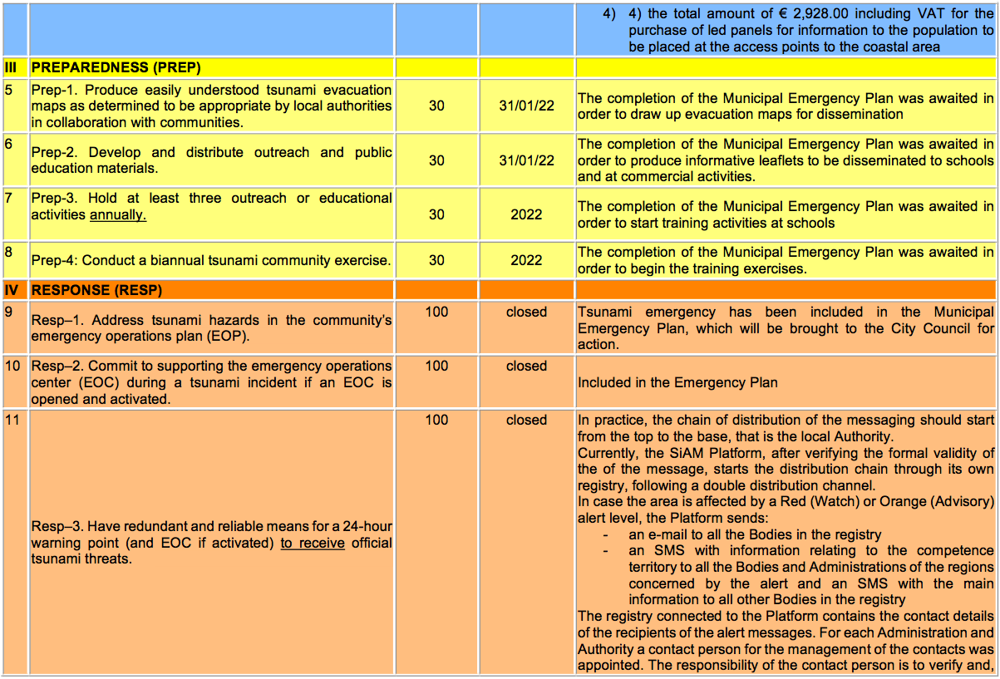 4) 4) the total amount of € 2,928.00 including VAT for the
purchase of led panels for information to the population to
be placed at the access points to the coastal area
III PREPAREDNESS (PREP)
5 Prep-1. Produce easily understood tsunami evacuation
maps as determined to be appropriate by local authorities
in collaboration with communities.
30
31/01/22
The completion of the Municipal Emergency Plan was awaited in
order to draw up evacuation maps for dissemination
6
Prep-2. Develop and distribute outreach and public
education materials.
30
31/01/22
The completion of the Municipal Emergency Plan was awaited in
order to produce informative leaflets to be disseminated to schools
and at commercial activities.
7 Prep-3. Hold at least three outreach or educational
activities annually.
30
2022
The completion of the Municipal Emergency Plan was awaited in
order to start training activities at schools
8
Prep-4: Conduct a biannual tsunami community exercise.
30
2022
The completion of the Municipal Emergency Plan was awaited in
order to begin the training exercises.
IV RESPONSE (RESP)
9
Resp–1. Address tsunami hazards in the community's
emergency operations plan (EOP).
100
closed
Tsunami emergency has been included in the Municipal
Emergency Plan, which will be brought to the City Council for
action.
10 Resp–2. Commit to supporting the emergency operations
center (EOC) during a tsunami incident if an EOC is
opened and activated.
100
closed
Included in the Emergency Plan
11
Resp–3. Have redundant and reliable means for a 24-hour
warning point (and EOC if activated) to receive official
tsunami threats.
100
closed
In practice, the chain of distribution of the messaging should start
from the top to the base, that is the local Authority.
Currently, the SiAM Platform, after verifying the formal validity of
the of the message, starts the distribution chain through its own
registry, following a double distribution channel.
In case the area is affected by a Red (Watch) or Orange (Advisory)
alert level, the Platform sends:
- an e-mail to all the Bodies in the registry
- an SMS with information relating to the competence
territory to all the Bodies and Administrations of the regions
concerned by the alert and an SMS with the main
information to all other Bodies in the registry
The registry connected to the Platform contains the contact details
of the recipients of the alert messages. For each Administration and
Authority a contact person for the management of the contacts was
appointed. The responsibility of the contact person is to verify and,